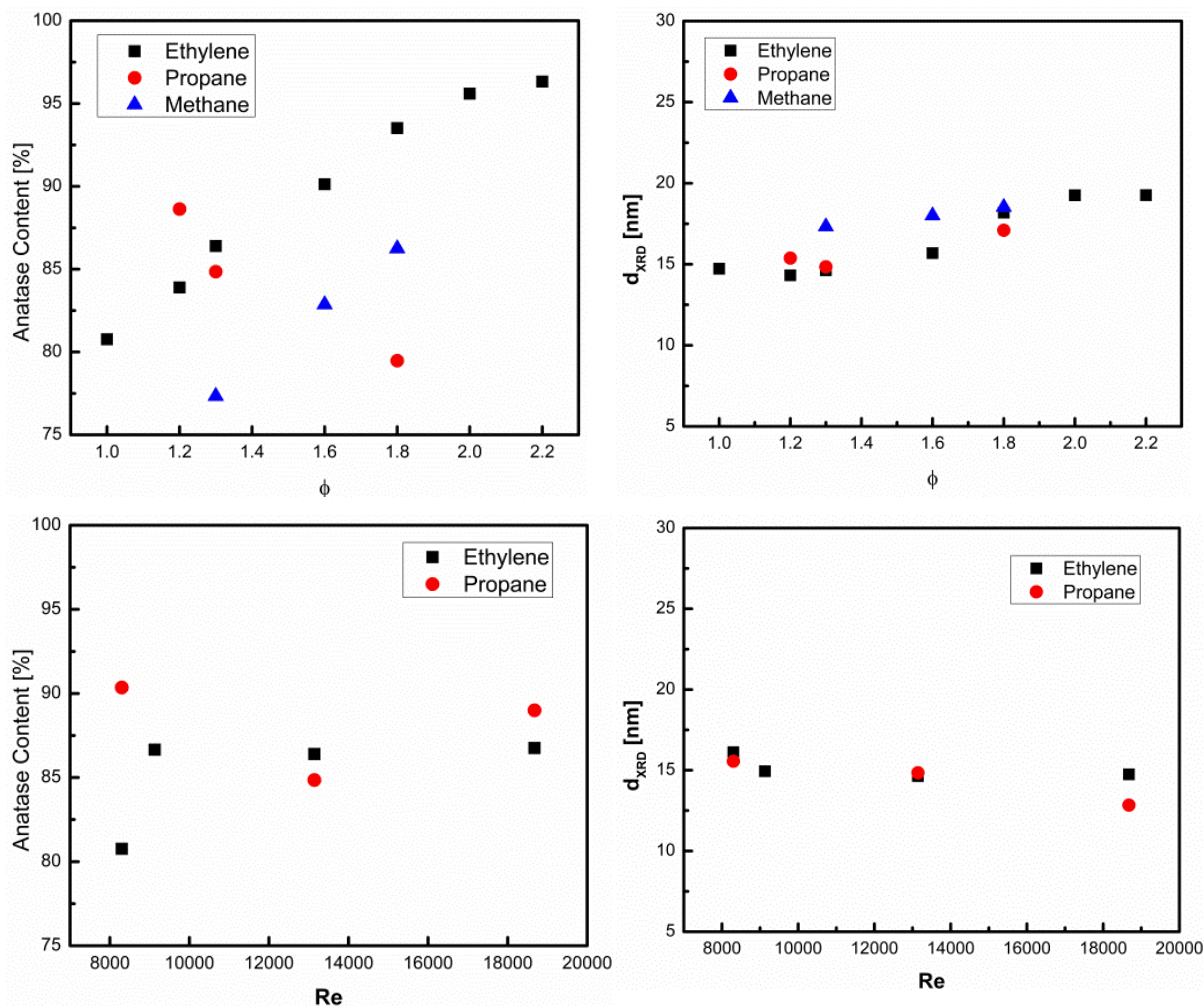 100
95
90
85
80
75
Anatase Content [%]
Ethylene
Propane
Methane
1.0 1.2 1.4 1.6 1.8 2.0 2.2
ϕ
30
25
20
15
10
5
d_XRD [nm]
Ethylene
Propane
Methane
1.0 1.2 1.4 1.6 1.8 2.0 2.2
ϕ
100
95
90
85
80
75
Anatase Content [%]
Ethylene
Propane
8000 10000 12000 14000 16000 18000 20000
Re
30
25
20
15
10
5
d_XRD [nm]
Ethylene
Propane
8000 10000 12000 14000 16000 18000 20000
Re